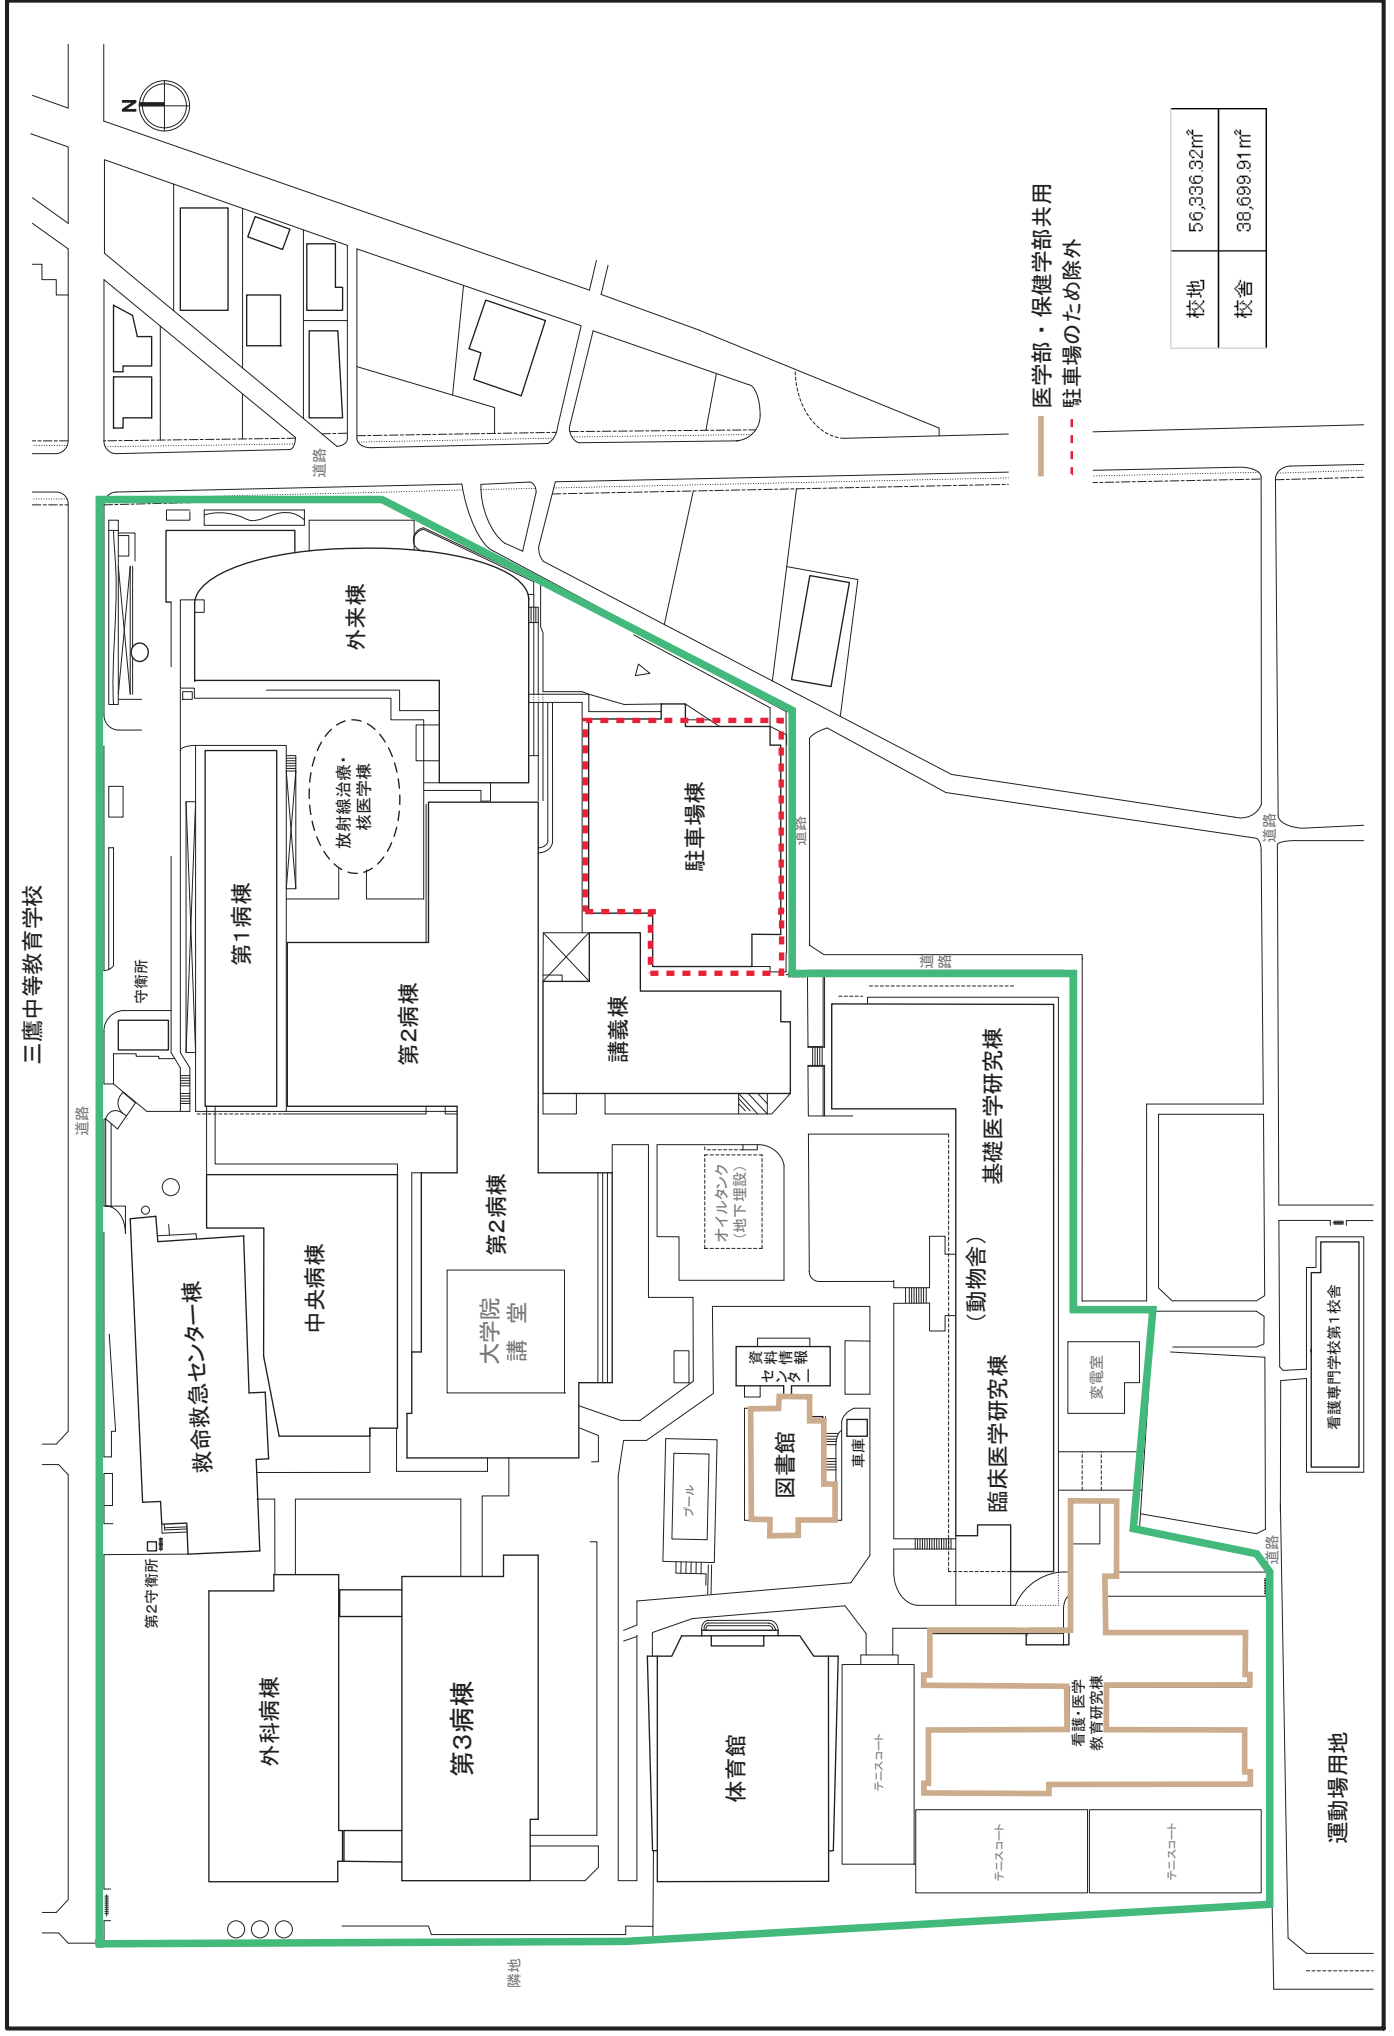 三鷹中等教育学校
道路
N
道路
守衛所
第2守衛所
救命救急センター棟
第1病棟
外来棟
放射線治療・
核医学棟
中央病棟
第2病棟
第2病棟
大学院
講　堂
外科病棟
第3病棟
隣地
駐車場棟
講義棟
オイルタンク
（地下埋設）
道路
道路
プール
資料情報
センター
図書館
車庫
体育館
テニスコート
基礎医学研究棟
（動物舎）
臨床医学研究棟
変電室
看護・医学
教育研究棟
テニスコート
テニスコート
道路
道路
看護専門学校第1校舎
運動場用地
医学部・保健学部共用
駐車場のため除外
校地 56,336.32㎡
校舎 38,699.91㎡